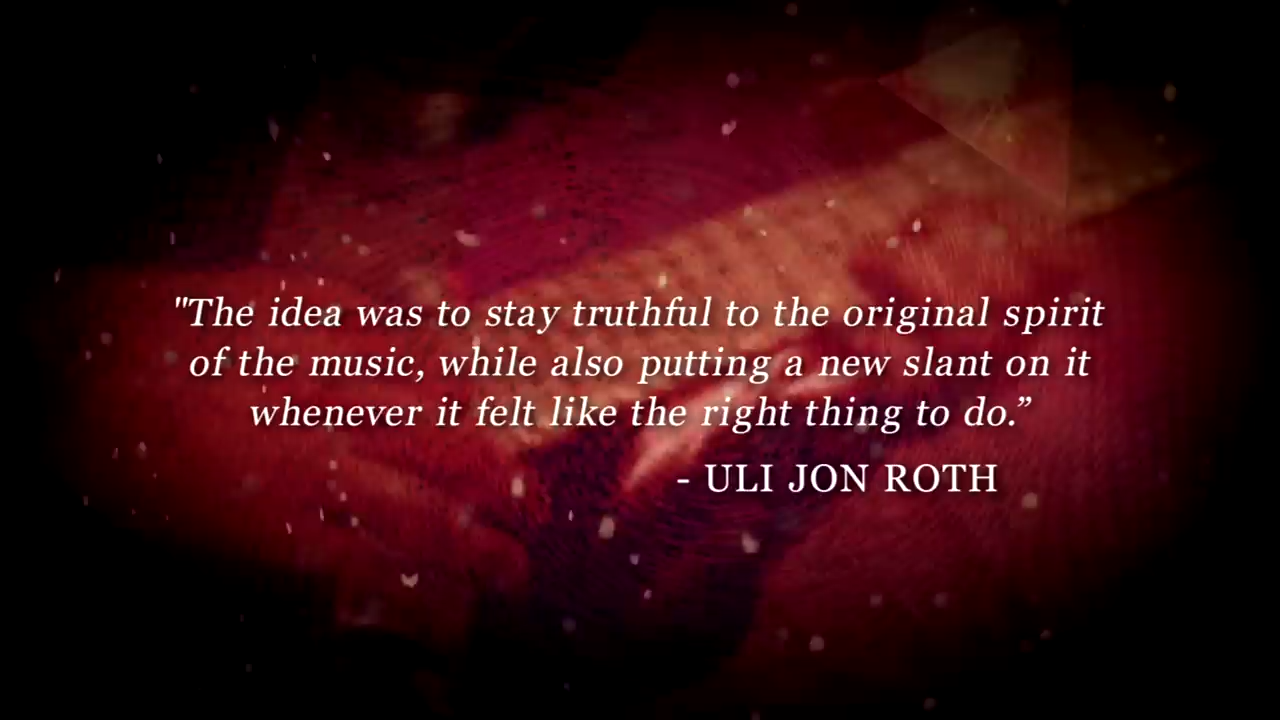 "The idea was to stay truthful to the original spirit
of the music, while also putting a new slant on it
whenever it felt like the right thing to do.”
- ULI JON ROTH